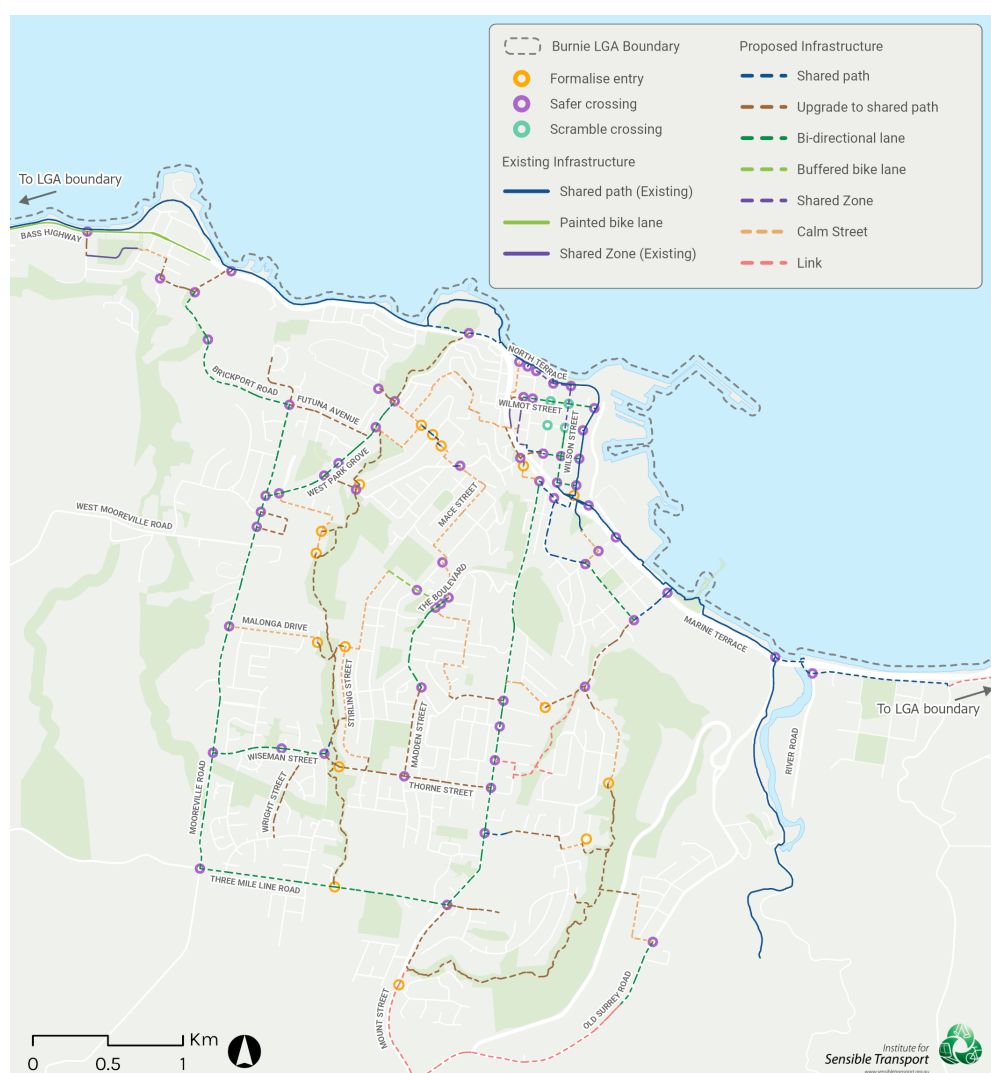 Burnie LGA Boundary
Formalise entry
Safer crossing
Scramble crossing
Existing Infrastructure
Shared path (Existing)
Painted bike lane
Shared Zone (Existing)
Proposed Infrastructure
Shared path
Upgrade to shared path
Bi-directional lane
Buffered bike lane
Shared Zone
Calm Street
Link
To LGA boundary
BASS HIGHWAY
NORTH TERRACE
BRICKPORT ROAD
FUTUNA AVENUE
WILMOT STREET
WILSON STREET
WEST PARK GROVE
MACE STREET
WEST MOOREVILLE ROAD
THE BOULEVARD
MALONGA DRIVE
MARINE TERRACE
STIRLING STREET
MADDEN STREET
To LGA boundary
RIVER ROAD
WISEMAN STREET
THORNE STREET
MOOREVILLE ROAD
WRIGHT STREET
THREE MILE LINE ROAD
MOUNT STREET
OLD SURREY ROAD
Km
0 0.5 1
Institute for
Sensible Transport
www.sensibletransport.org.au